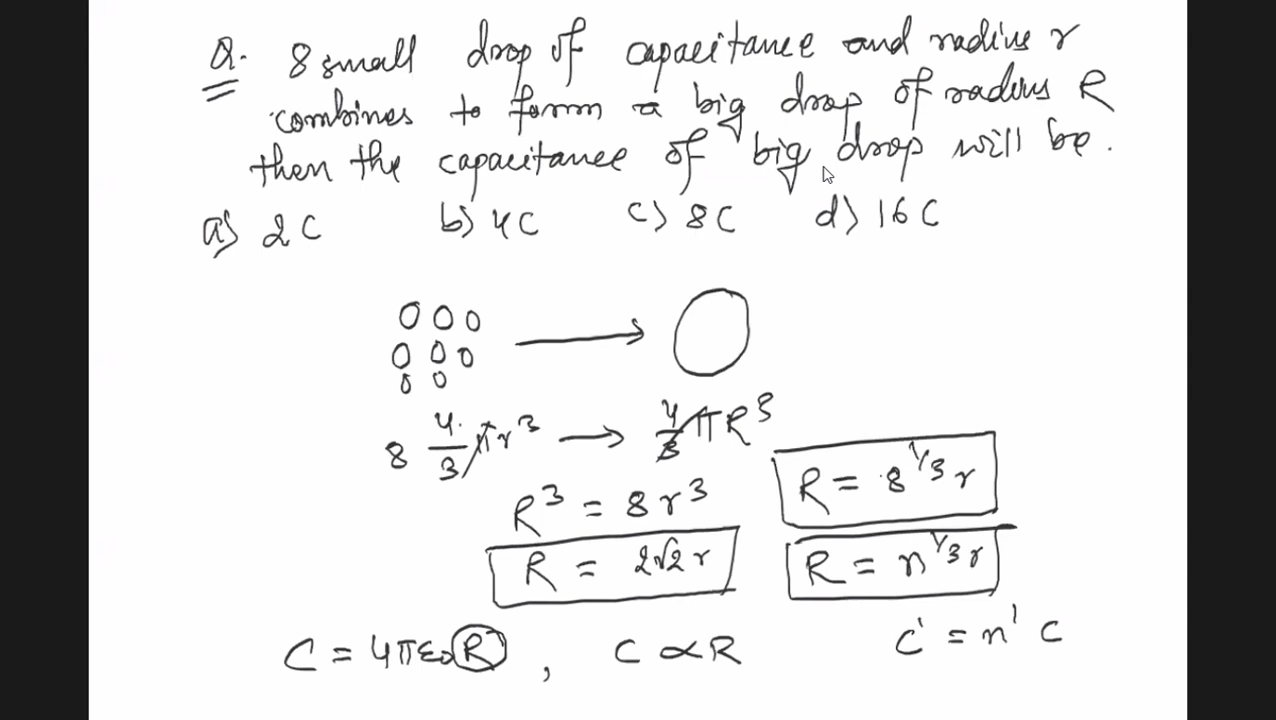 Q. 8 small drop of capacitance and radius r
combines to form a big drop of radius R
then the capacitance of big drop will be.
a) 2C b) 4C c) 8C d) 16C
8 4/3 πr³ → 4/3 πR³
R = 8^1/3 r
R³ = 8r³
R = 2√2 r
R = n^1/3 r
C = 4πε₀R , C ∝ R
C' = n' C